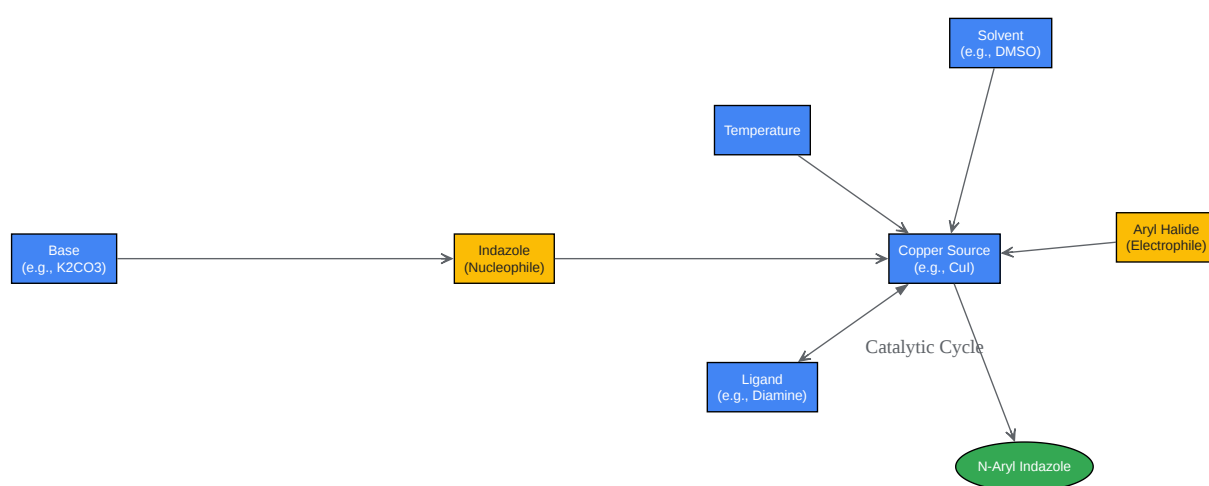 Solvent
(e.g., DMSO)
Temperature
Aryl Halide
(Electrophile)
Base
(e.g., K2CO3)
Indazole
(Nucleophile)
Copper Source
(e.g., CuI)
Catalytic Cycle
Ligand
(e.g., Diamine)
N-Aryl Indazole